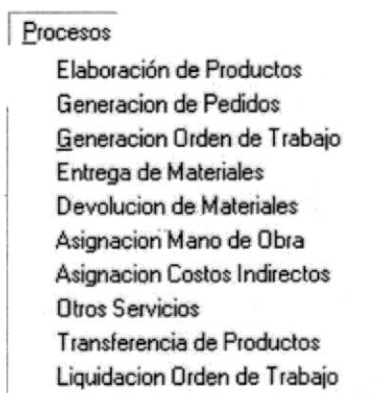 Procesos
Elaboración de Productos
Generacion de Pedidos
Generacion Orden de Trabajo
Entrega de Materiales
Devolucion de Materiales
Asignacion Mano de Obra
Asignacion Costos Indirectos
Otros Servicios
Transferencia de Productos
Liquidacion Orden de Trabajo